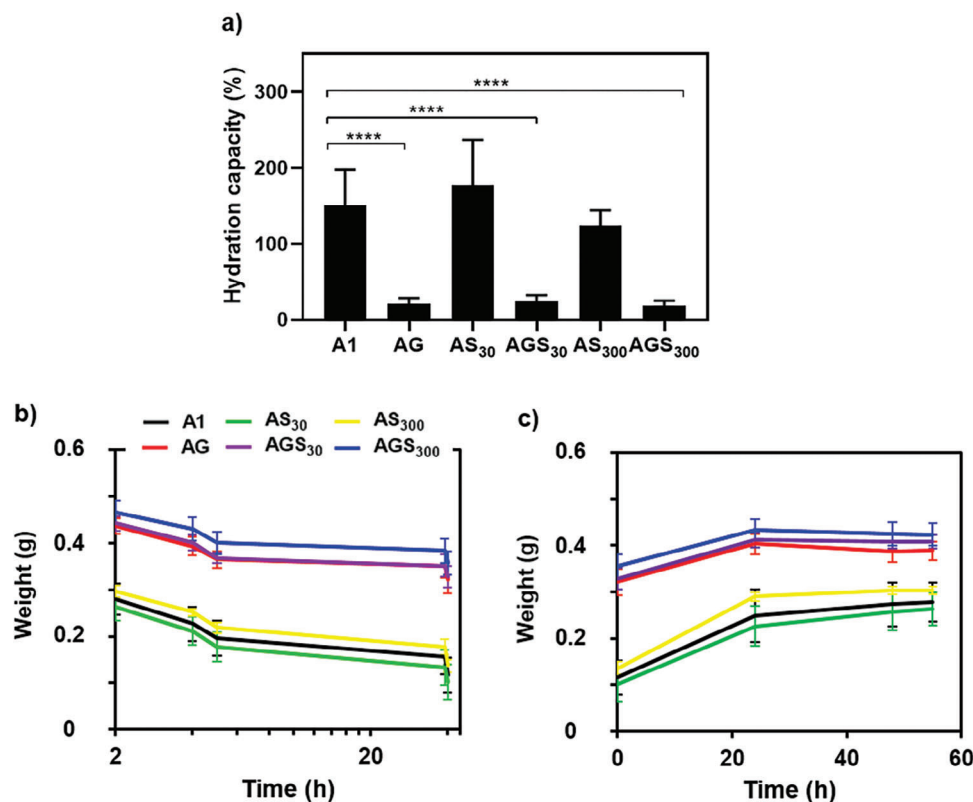 a)
Hydration capacity (%)
300
200
100
0
****
****
****
A1 AG AS30 AGS30 AS300 AGS300
b)
A1 AS30 AS300
AG AGS30 AGS300
Weight (g)
0.6
0.4
0.2
0
2 20
Time (h)
c)
Weight (g)
0.6
0.4
0.2
0
0 20 40 60
Time (h)